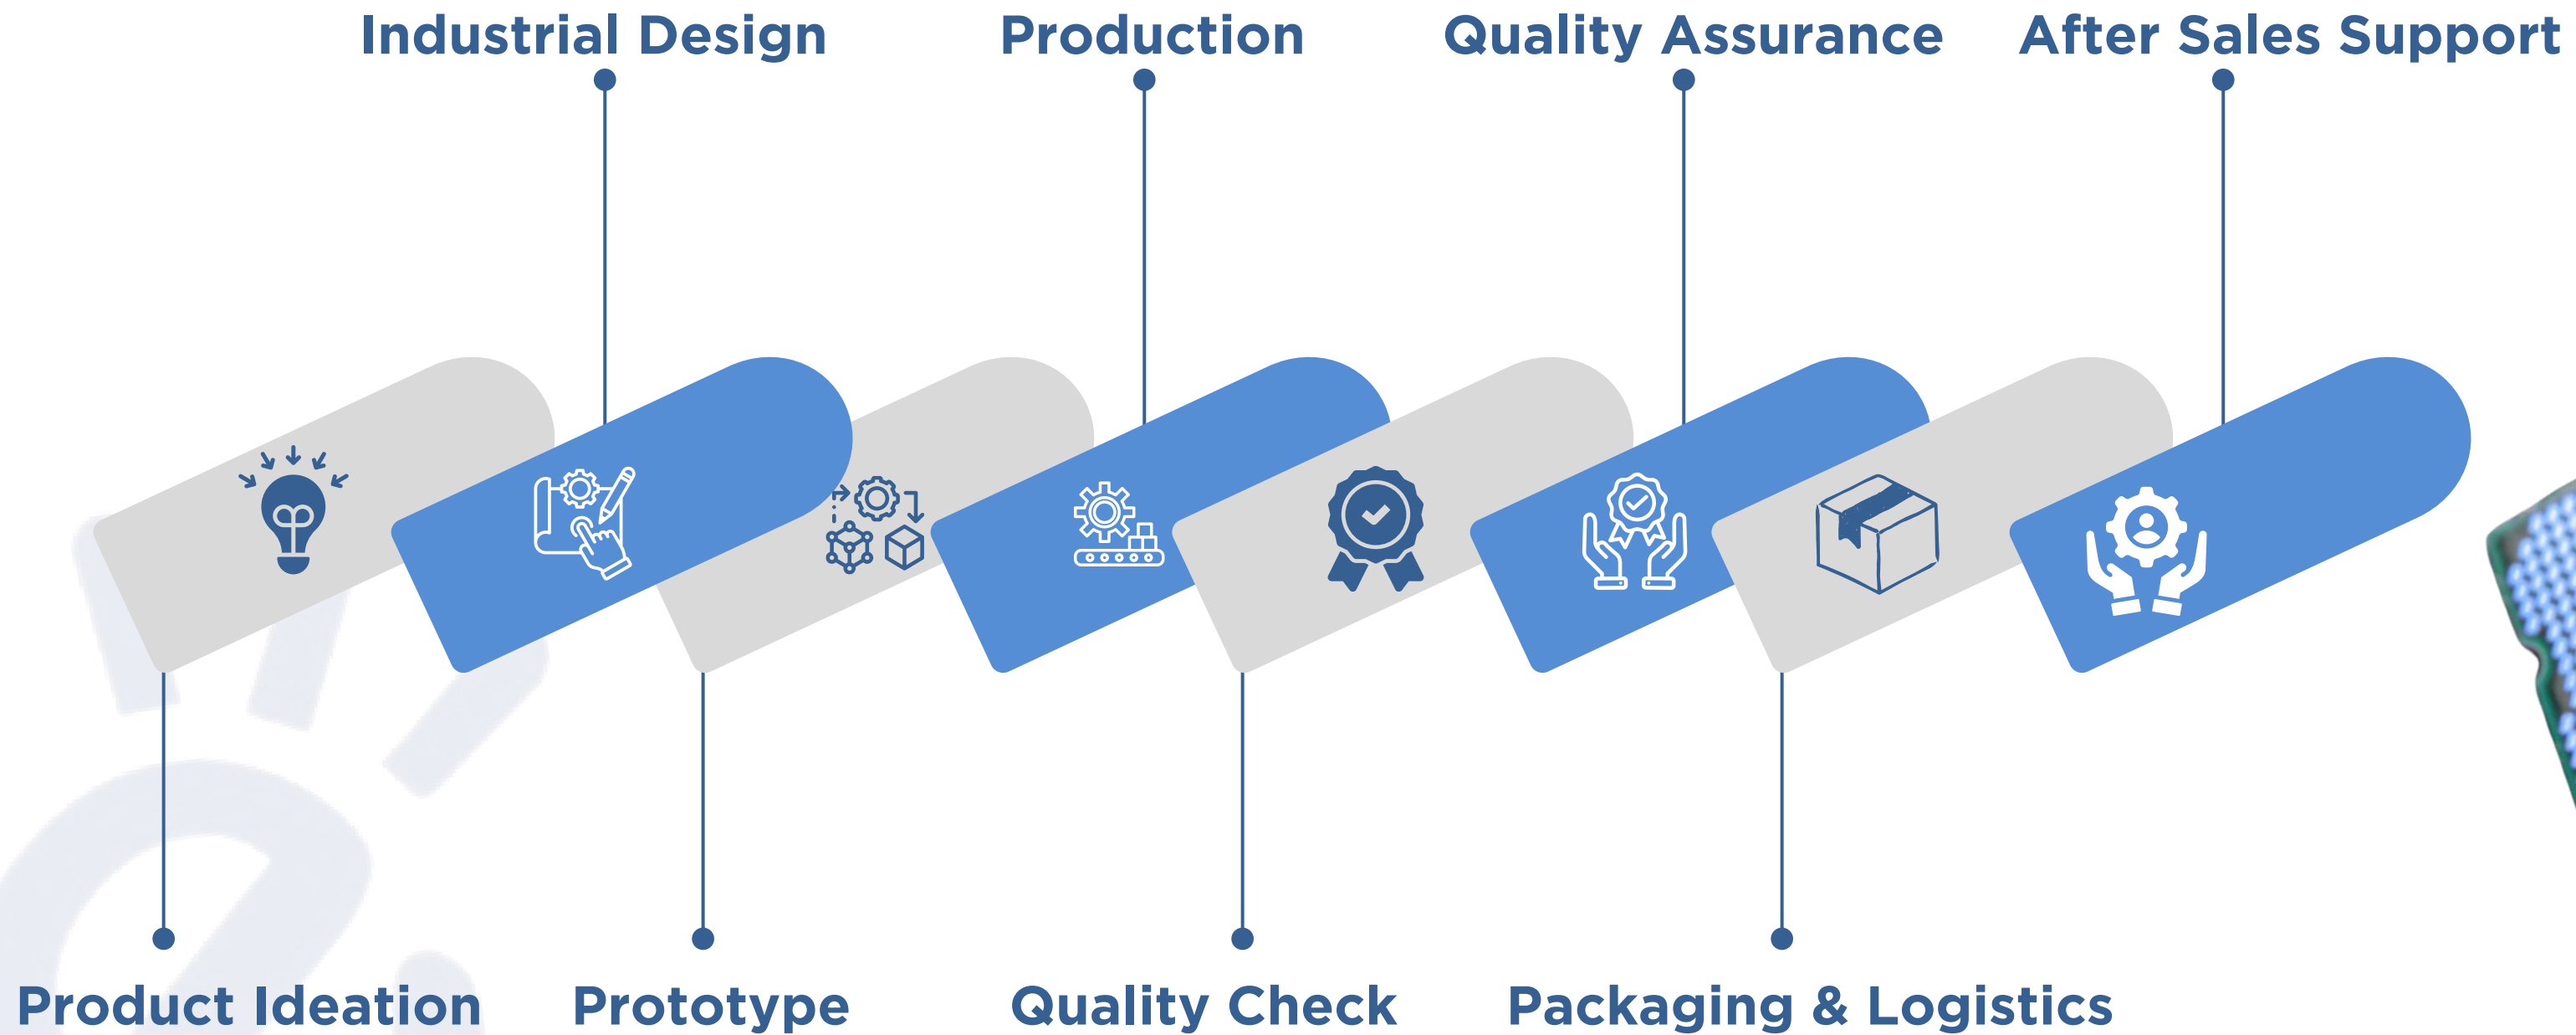 Industrial Design
Production
Quality Assurance
After Sales Support
Product Ideation
Prototype
Quality Check
Packaging & Logistics